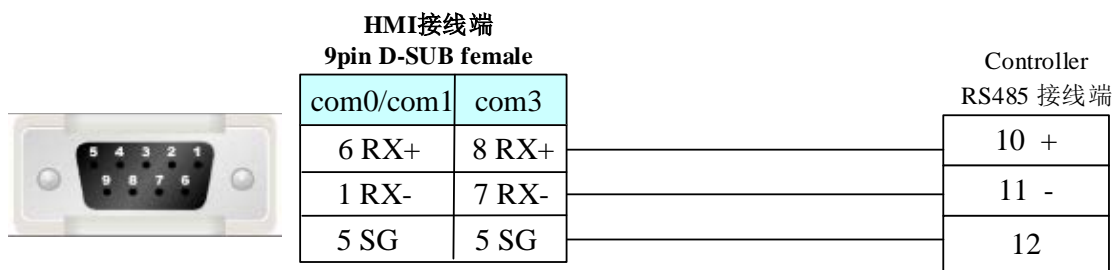 HMI接线端
9pin D-SUB female
Controller
RS485 接线端
com0/com1 com3
6 RX+ 8 RX+ 10 +
1 RX- 7 RX- 11 -
5 SG 5 SG 12
5 4 3 2 1
9 8 7 6